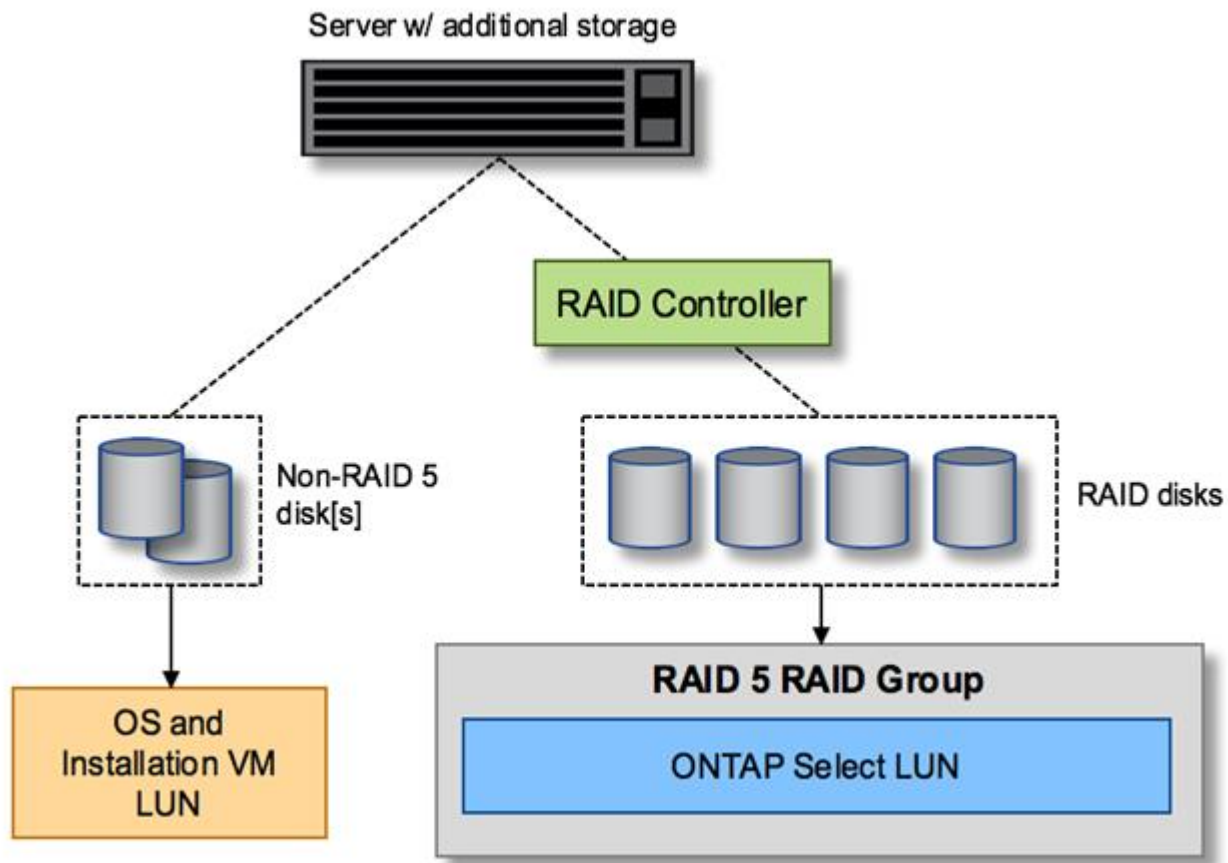 Server w/ additional storage
RAID Controller
Non-RAID 5
disk[s]
RAID disks
OS and
Installation VM
LUN
RAID 5 RAID Group
ONTAP Select LUN